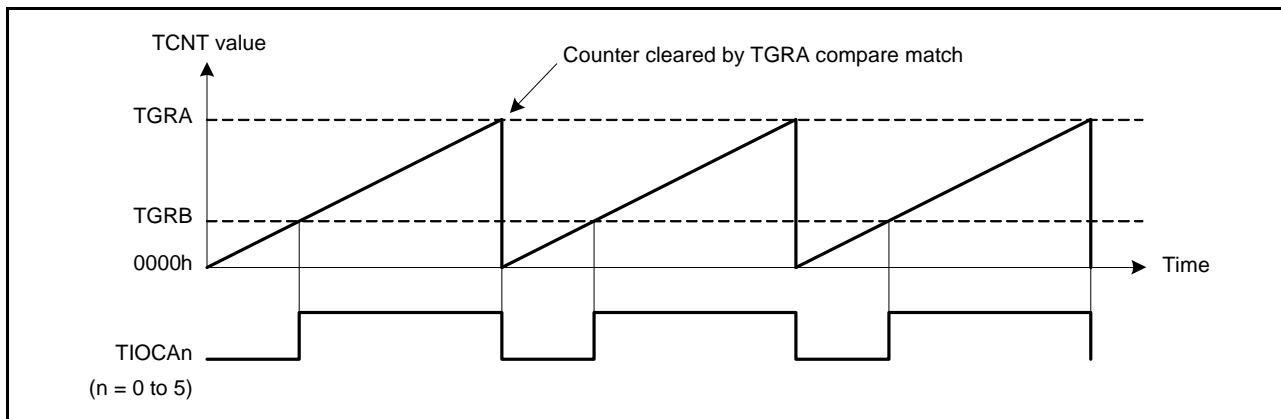 TCNT value
Counter cleared by TGRA compare match
TGRA
TGRB
0000h
Time
TIOCAn
(n = 0 to 5)